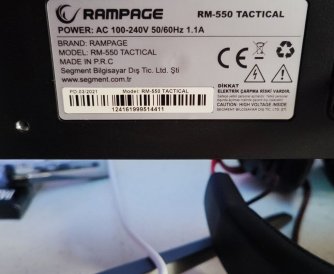 RAMPAGE RM-550 TACTICAL
POWER: AC 100-240V 50/60Hz 1.1A
BRAND: RAMPAGE
MODEL: RM-550 TACTICAL
MADE IN P.R.C
Segment Bilgisayar Dış Tic. Ltd. Şti
www.segment.com.tr
PD:03-2021 Model: RM-550 TACTICAL
124161999514411
CE
DİKKAT
ELEKTRİK ÇARPMA RİSKİ VARDIR.
CAUTION: HIGH VOLTAGE INSIDE